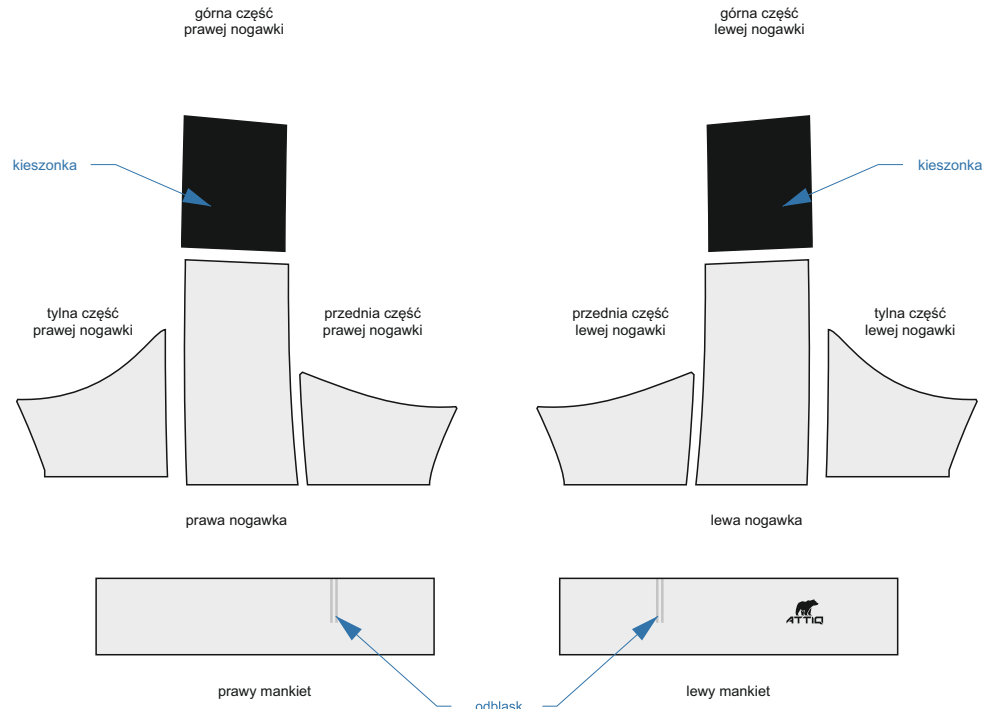 górna część
prawej nogawki
górna część
lewej nogawki
kieszonka
kieszonka
tylna część
prawej nogawki
przednia część
prawej nogawki
przednia część
lewej nogawki
tylna część
lewej nogawki
prawa nogawka
lewa nogawka
ATTIQ
prawy mankiet
lewy mankiet
odblask